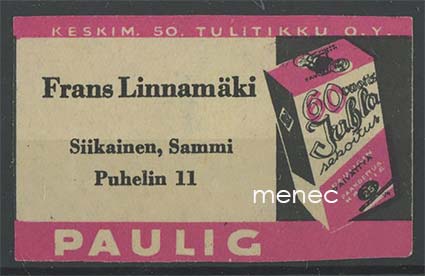 KESKIM. 50. TULITIKKU O.Y.
Frans Linnamäki
Siikainen, Sammi
Puhelin 11
60
Juhla
sekoitus
menec
PAULIG